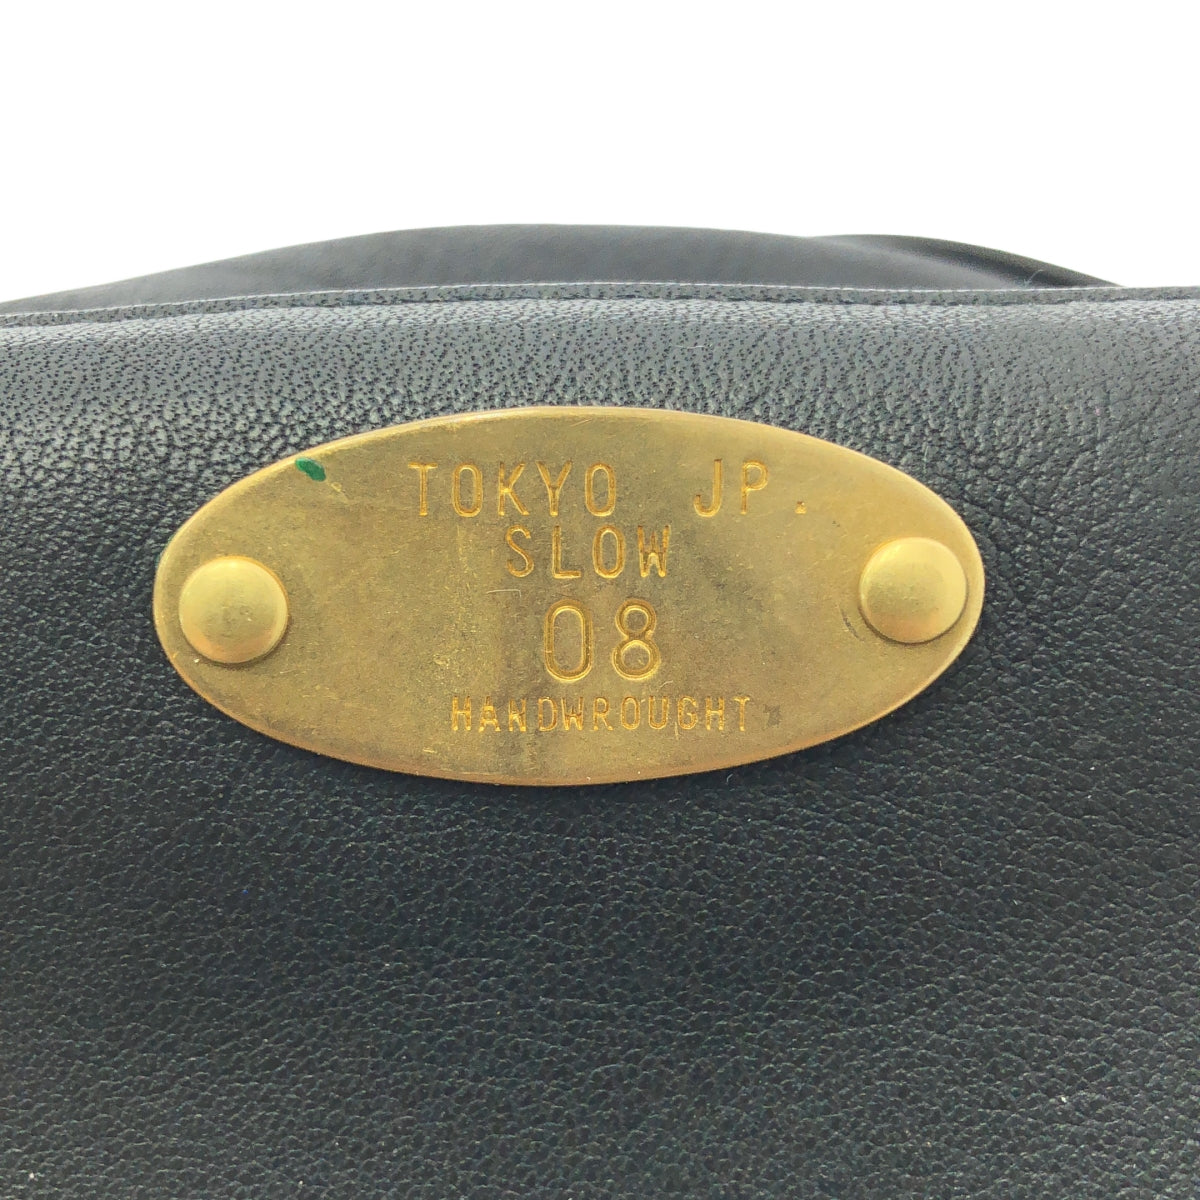 TOKYO JP.
SLOW
08
HANDWROUGHT